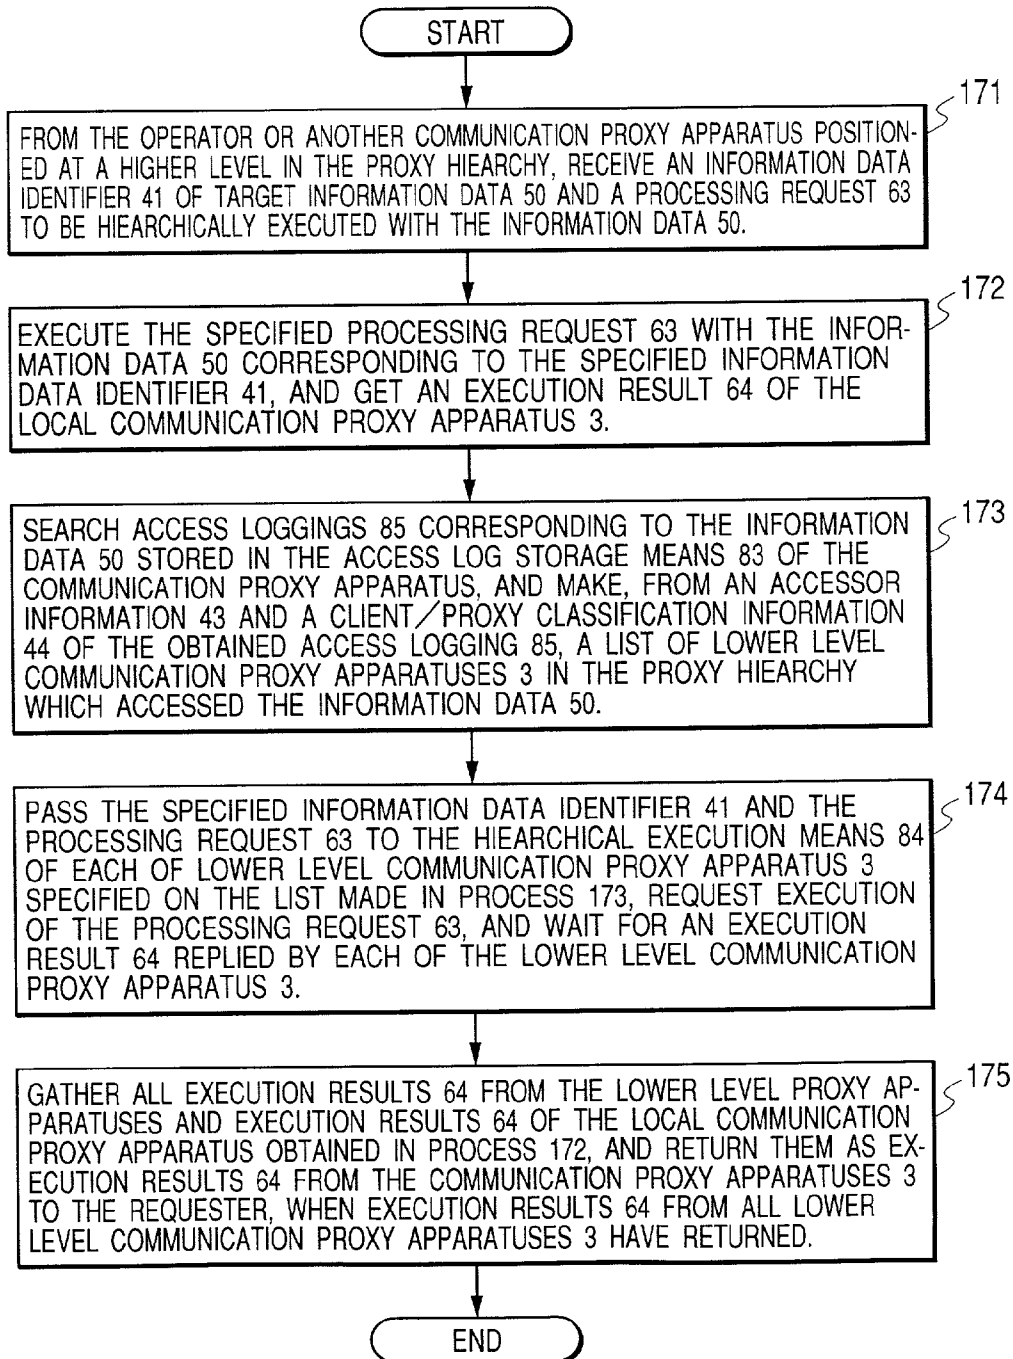 START
171
FROM THE OPERATOR OR ANOTHER COMMUNICATION PROXY APPARATUS POSITION-
ED AT A HIGHER LEVEL IN THE PROXY HIEARCHY, RECEIVE AN INFORMATION DATA
IDENTIFIER 41 OF TARGET INFORMATION DATA 50 AND A PROCESSING REQUEST 63
TO BE HIEARCHICALLY EXECUTED WITH THE INFORMATION DATA 50.
172
EXECUTE THE SPECIFIED PROCESSING REQUEST 63 WITH THE INFOR-
MATION DATA 50 CORRESPONDING TO THE SPECIFIED INFORMATION
DATA IDENTIFIER 41, AND GET AN EXECUTION RESULT 64 OF THE
LOCAL COMMUNICATION PROXY APPARATUS 3.
173
SEARCH ACCESS LOGGINGS 85 CORRESPONDING TO THE INFORMATION
DATA 50 STORED IN THE ACCESS LOG STORAGE MEANS 83 OF THE
COMMUNICATION PROXY APPARATUS, AND MAKE, FROM AN ACCESSOR
INFORMATION 43 AND A CLIENT/PROXY CLASSIFICATION INFORMATION
44 OF THE OBTAINED ACCESS LOGGING 85, A LIST OF LOWER LEVEL
COMMUNICATION PROXY APPARATUSES 3 IN THE PROXY HIEARCHY
WHICH ACCESSED THE INFORMATION DATA 50.
174
PASS THE SPECIFIED INFORMATION DATA IDENTIFIER 41 AND THE
PROCESSING REQUEST 63 TO THE HIEARCHICAL EXECUTION MEANS 84
OF EACH OF LOWER LEVEL COMMUNICATION PROXY APPARATUS 3
SPECIFIED ON THE LIST MADE IN PROCESS 173, REQUEST EXECUTION
OF THE PROCESSING REQUEST 63, AND WAIT FOR AN EXECUTION
RESULT 64 REPLIED BY EACH OF THE LOWER LEVEL COMMUNICATION
PROXY APPARATUS 3.
175
GATHER ALL EXECUTION RESULTS 64 FROM THE LOWER LEVEL PROXY AP-
PARATUSES AND EXECUTION RESULTS 64 OF THE LOCAL COMMUNICATION
PROXY APPARATUS OBTAINED IN PROCESS 172, AND RETURN THEM AS EX-
ECUTION RESULTS 64 FROM THE COMMUNICATION PROXY APPARATUSES 3
TO THE REQUESTER, WHEN EXECUTION RESULTS 64 FROM ALL LOWER
LEVEL COMMUNICATION PROXY APPARATUSES 3 HAVE RETURNED.
END